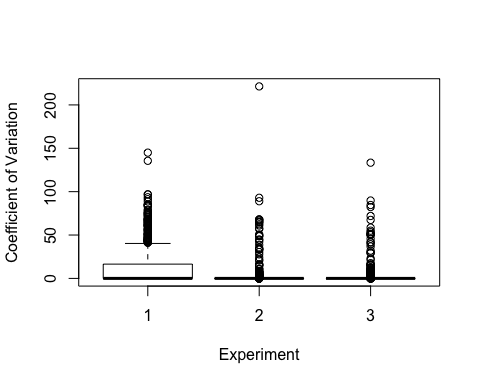 Coefficient of Variation
200
150
100
50
0
1 2 3
Experiment